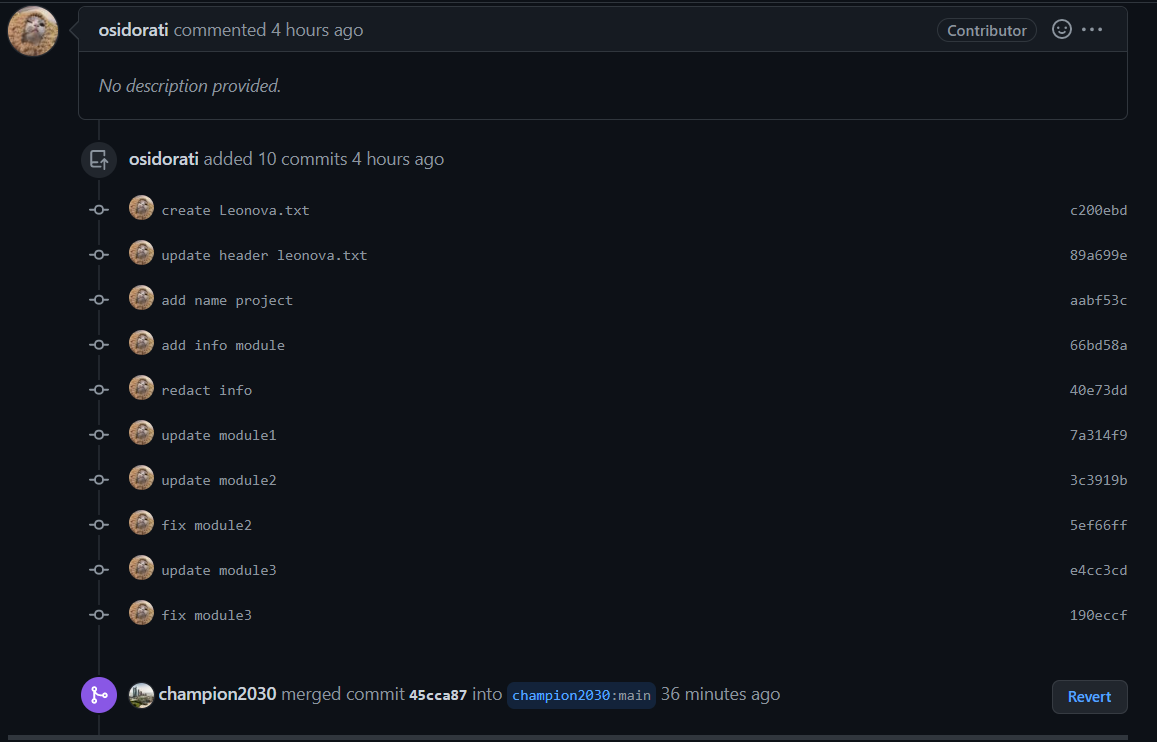 osidorati commented 4 hours ago Contributor
No description provided.
osidorati added 10 commits 4 hours ago
create Leonova.txt c200ebd
update header leonova.txt 89a699e
add name project aabf53c
add info module 66bd58a
redact info 40e73dd
update module1 7a314f9
update module2 3c3919b
fix module2 5ef66ff
update module3 e4cc3cd
fix module3 190eccf
champion2030 merged commit 45cca87 into champion2030:main 36 minutes ago Revert